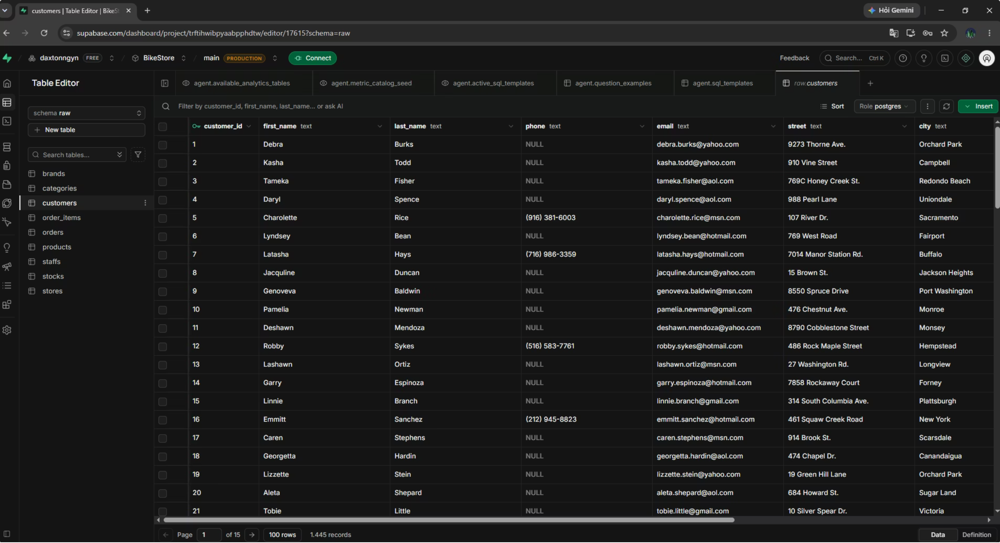 customers | Table Editor | BikeSt
Hỏi Gemini
supabase.com/dashboard/project/trftihwibpyaabpphdtw/editor/17615?schema=raw
daxtonngyn FREE / BikeStore / main PRODUCTION Connect Feedback Search... Ctrl K
Table Editor
agent.available_analytics_tables agent.metric_catalog_seed agent.active_sql_templates agent.question_examples agent.sql_templates raw.customers
schema raw
New table
Search tables...
brands
categories
customers
order_items
orders
products
staffs
stocks
stores
Filter by customer_id, first_name, last_name... or ask AI Sort Role postgres Insert
customer_id first_name text last_name text phone text email text street text city text
1 Debra Burks NULL debra.burks@yahoo.com 9273 Thorne Ave. Orchard Park
2 Kasha Todd NULL kasha.todd@yahoo.com 910 Vine Street Campbell
3 Tameka Fisher NULL tameka.fisher@aol.com 769C Honey Creek St. Redondo Beach
4 Daryl Spence NULL daryl.spence@aol.com 988 Pearl Lane Uniondale
5 Charolette Rice (916) 381-6003 charolette.rice@msn.com 107 River Dr. Sacramento
6 Lyndsey Bean NULL lyndsey.bean@hotmail.com 769 West Road Fairport
7 Latasha Hays (716) 986-3359 latasha.hays@hotmail.com 7014 Manor Station Rd. Buffalo
8 Jacquline Duncan NULL jacquline.duncan@yahoo.com 15 Brown St. Jackson Heights
9 Genoveva Baldwin NULL genoveva.baldwin@msn.com 8550 Spruce Drive Port Washington
10 Pamelia Newman NULL pamelia.newman@gmail.com 476 Chestnut Ave. Monroe
11 Deshawn Mendoza NULL deshawn.mendoza@yahoo.com 8790 Cobblestone Street Monsey
12 Robby Sykes (516) 583-7761 robby.sykes@hotmail.com 486 Rock Maple Street Hempstead
13 Lashawn Ortiz NULL lashawn.ortiz@msn.com 27 Washington Rd. Longview
14 Garry Espinoza NULL garry.espinoza@hotmail.com 7858 Rockaway Court Forney
15 Linnie Branch NULL linnie.branch@gmail.com 314 South Columbia Ave. Plattsburgh
16 Emmitt Sanchez (212) 945-8823 emmitt.sanchez@hotmail.com 461 Squaw Creek Road New York
17 Caren Stephens NULL caren.stephens@msn.com 914 Brook St. Scarsdale
18 Georgetta Hardin NULL georgetta.hardin@aol.com 474 Chapel Dr. Canandaigua
19 Lizzette Stein NULL lizzette.stein@yahoo.com 19 Green Hill Lane Orchard Park
20 Aleta Shepard NULL aleta.shepard@aol.com 684 Howard St. Sugar Land
21 Tobie Little NULL tobie.little@gmail.com 10 Silver Spear Dr. Victoria
Page 1 of 15 100 rows 1.445 records Data Definition